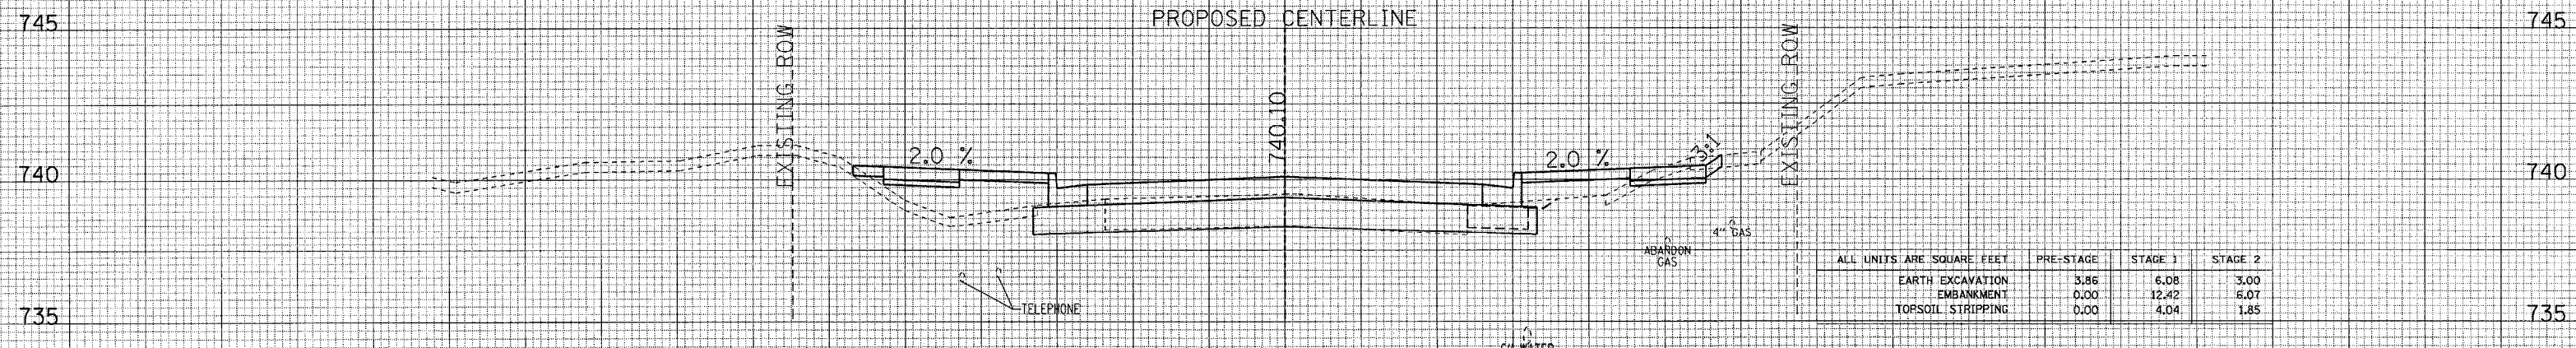 PROPOSED CENTERLINE
745
745
EXISTING ROW
EXISTING ROW
740.10
2.0 %
2.0 %
3:1
740
740
4" GAS
ABANDON
GAS
TELEPHONE
ALL UNITS ARE SQUARE FEET PRE-STAGE STAGE 1 STAGE 2
EARTH EXCAVATION 3.86 6.08 3.00
EMBANKMENT 0.00 12.42 6.07
TOPSOIL STRIPPING 0.00 4.04 1.85
735
735
WATER